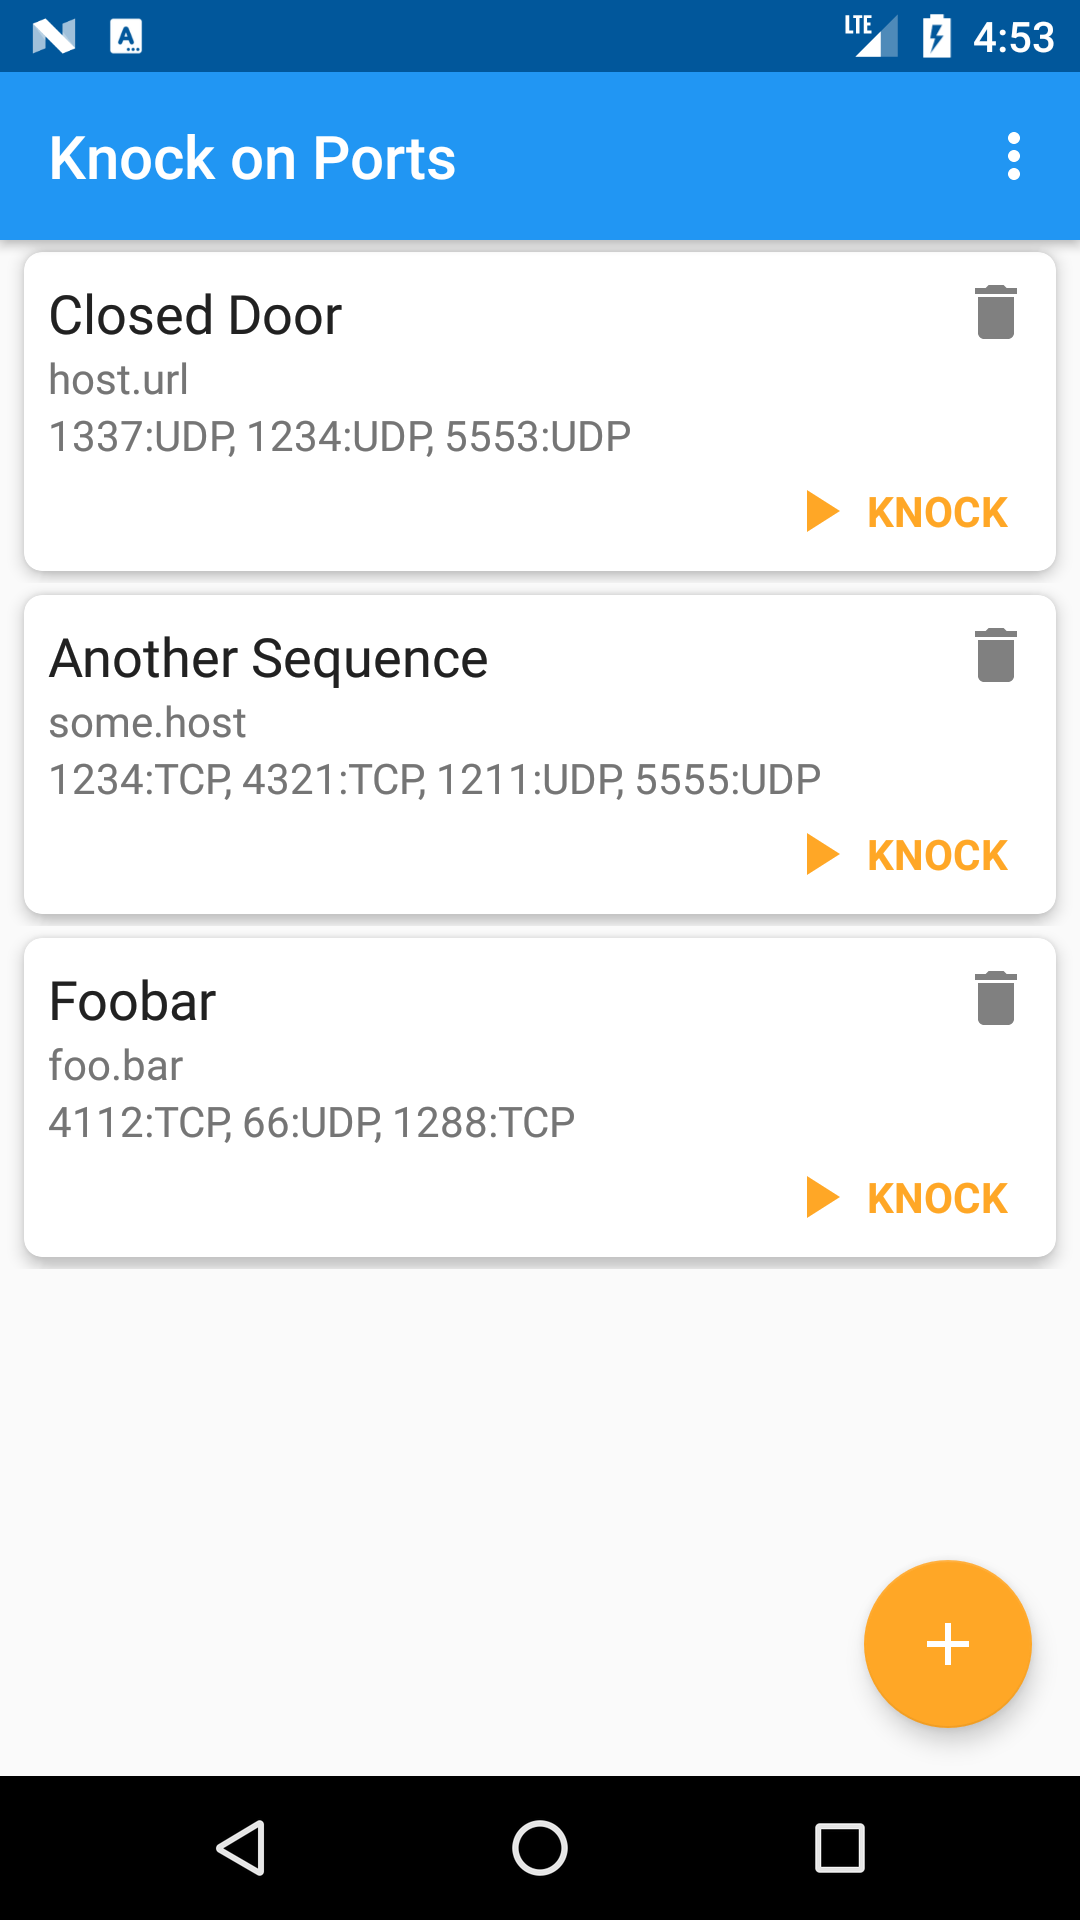 LTE 4:53
Knock on Ports
Closed Door
host.url
1337:UDP, 1234:UDP, 5553:UDP
KNOCK
Another Sequence
some.host
1234:TCP, 4321:TCP, 1211:UDP, 5555:UDP
KNOCK
Foobar
foo.bar
4112:TCP, 66:UDP, 1288:TCP
KNOCK